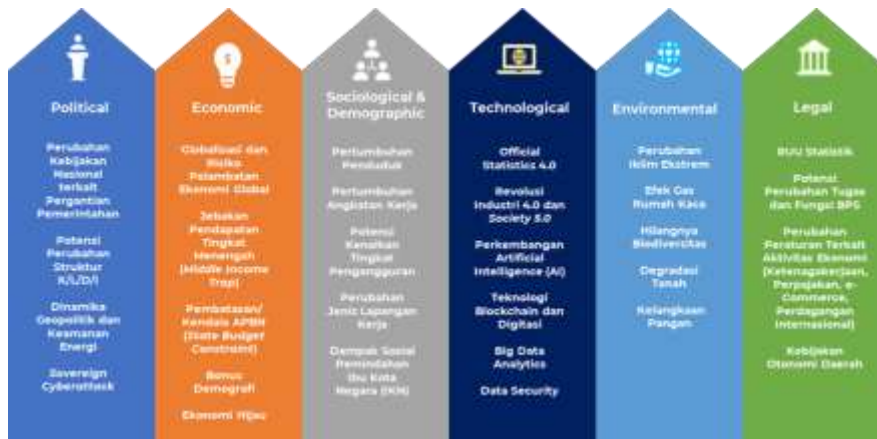 Political
Perubahan
Kebijakan
Nasional
terkait
Pergantian
Pemerintahan
Potensi
Perubahan
Struktur
K/L/D/I
Dinamika
Geopolitik dan
Keamanan
Energi
Sovereign
Cyberattack
Economic
Globalisasi dan
Risiko
Pelambatan
Ekonomi Global
Jebakan
Pendapatan
Tingkat
Menengah
(Middle Income
Trap)
Pembatasan/
Kendala APBN
(State Budget
Constraint)
Bonus
Demografi
Ekonomi Hijau
Sociological &
Demographic
Pertumbuhan
Penduduk
Pertumbuhan
Angkatan Kerja
Potensi
Kenaikan
Tingkat
Pengangguran
Perubahan
Jenis Lapangan
Kerja
Dampak Sosial
Pemindahan
Ibu Kota
Negara (IKN)
Technological
Official
Statistics 4.0
Revolusi
Industri 4.0 dan
Society 5.0
Perkembangan
Artificial
Intelligence (AI)
Teknologi
Blockchain dan
Digitasi
Big Data
Analytics
Data Security
Environmental
Perubahan
Iklim Ekstrem
Efek Gas
Rumah Kaca
Hilangnya
Biodiversitas
Degradasi
Tanah
Kelangkaan
Pangan
Legal
RUU Statistik
Potensi
Perubahan Tugas
dan Fungsi BPS
Perubahan
Peraturan Terkait
Aktivitas Ekonomi
(Ketenagakerjaan,
Perpajakan, e-
Commerce,
Perdagangan
Internasional)
Kebijakan
Otonomi Daerah